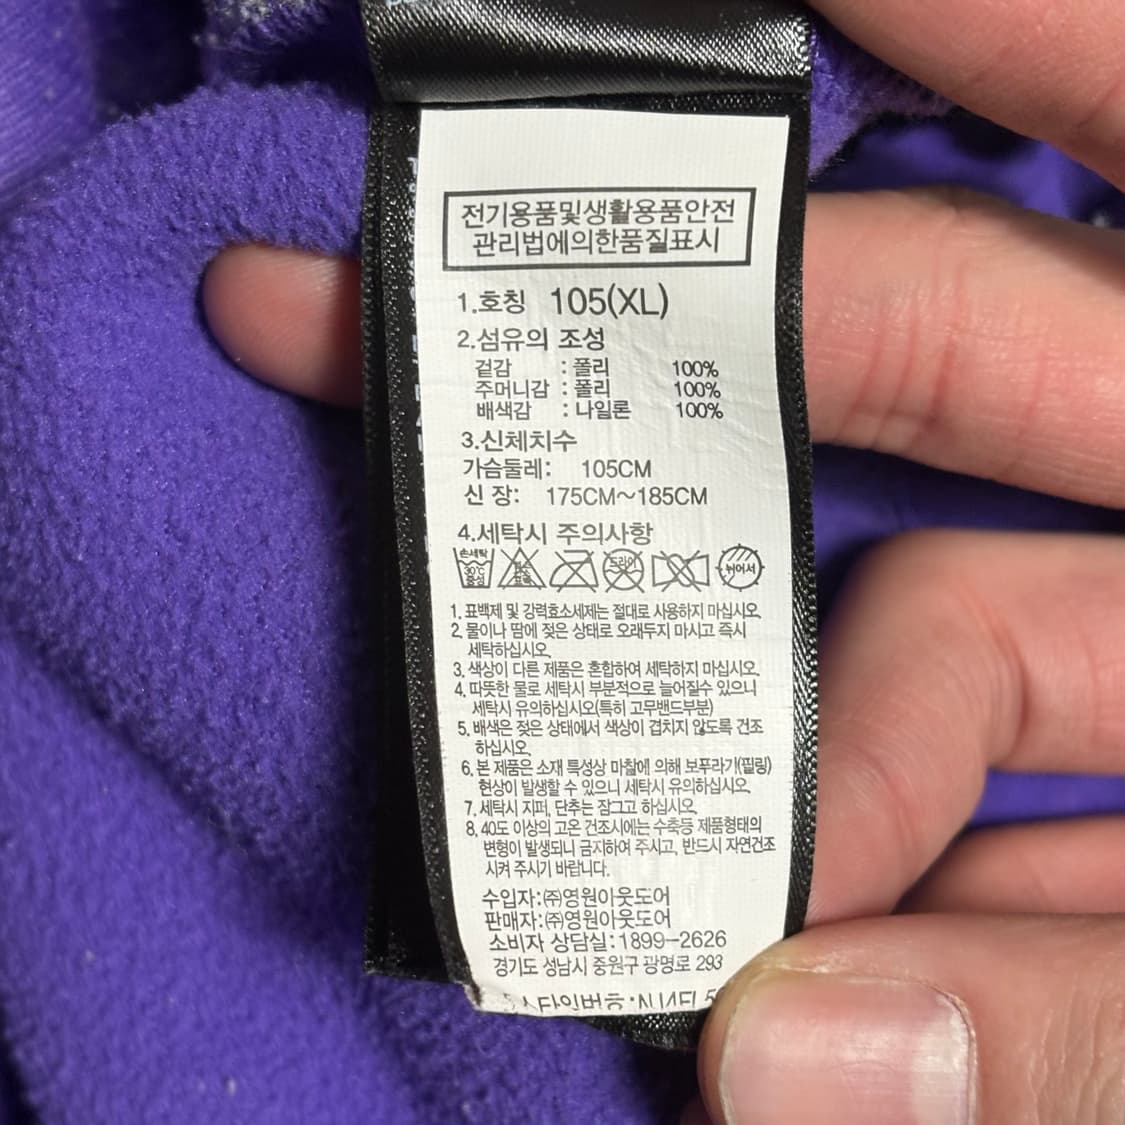 전기용품및생활용품안전
관리법에의한품질표시
1.호칭 105(XL)
2.섬유의 조성
겉감 : 폴리 100%
주머니감 : 폴리 100%
배색감 : 나일론 100%
3.신체치수
가슴둘레: 105CM
신 장: 175CM~185CM
4.세탁시 주의사항
손세탁 30℃ 중성 드라이 뉘어서
1. 표백제 및 강력효소세제는 절대로 사용하지 마십시오.
2. 물이나 땀에 젖은 상태로 오래두지 마시고 즉시
세탁하십시오.
3. 색상이 다른 제품은 혼합하여 세탁하지 마십시오.
4. 따뜻한 물로 세탁시 부분적으로 늘어질수 있으니
세탁시 유의하십시오(특히 고무밴드부분)
5. 배색은 젖은 상태에서 색상이 겹치지 않도록 건조
하십시오.
6. 본 제품은 소재 특성상 마찰에 의해 보푸라기(필링)
현상이 발생할 수 있으니 세탁시 유의하십시오.
7. 세탁시 지퍼, 단추는 잠그고 하십시오.
8. 40도 이상의 고온 건조시에는 수축등 제품형태의
변형이 발생되니 금지하여 주시고, 반드시 자연건조
시켜 주시기 바랍니다.
수입자:㈜영원아웃도어
판매자:㈜영원아웃도어
소비자 상담실:1899-2626
경기도 성남시 중원구 광명로 293